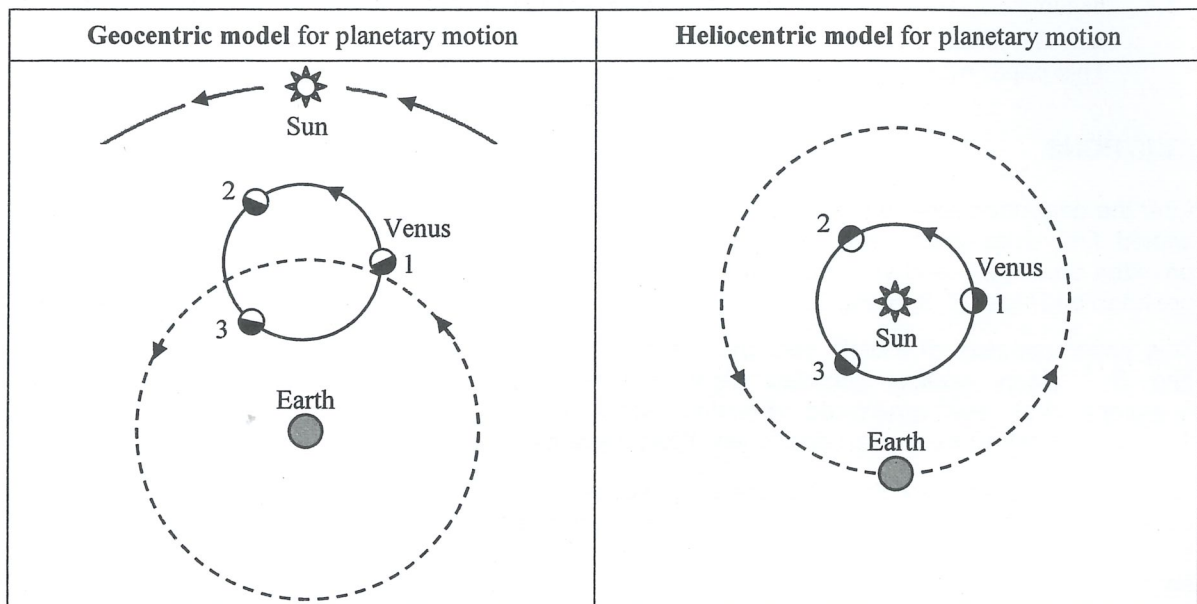 Geocentric model for planetary motion
Heliocentric model for planetary motion
Sun
2
Venus
1
3
Earth
2
Venus
1
Sun
3
Earth